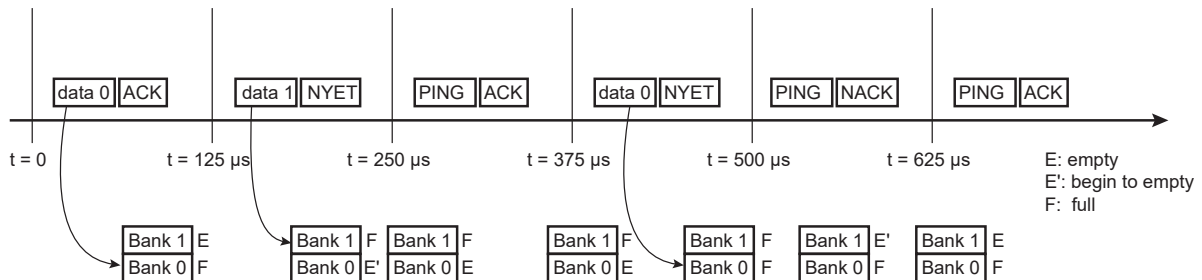 data 0 ACK data 1 NYET PING ACK data 0 NYET PING NACK PING ACK
t = 0 t = 125 μs t = 250 μs t = 375 μs t = 500 μs t = 625 μs E: empty
E': begin to empty
F: full
Bank 1 E Bank 1 F Bank 1 F Bank 1 F Bank 1 F Bank 1 E' Bank 1 E
Bank 0 F Bank 0 E' Bank 0 E Bank 0 E Bank 0 F Bank 0 F Bank 0 F